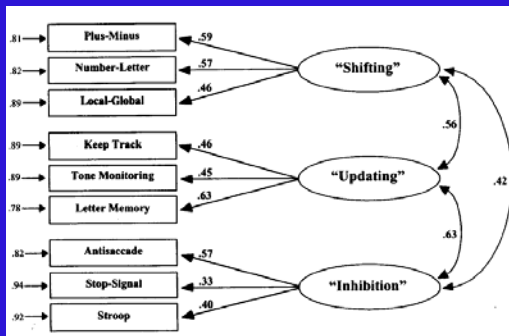 .81 Plus-Minus .59
.82 Number-Letter .57 “Shifting”
.89 Local-Global .46
.56
.89 Keep Track .46
.89 Tone Monitoring .45 “Updating” .42
.78 Letter Memory .63
.63
.82 Antisaccade .57
.94 Stop-Signal .33 “Inhibition”
.92 Stroop .40